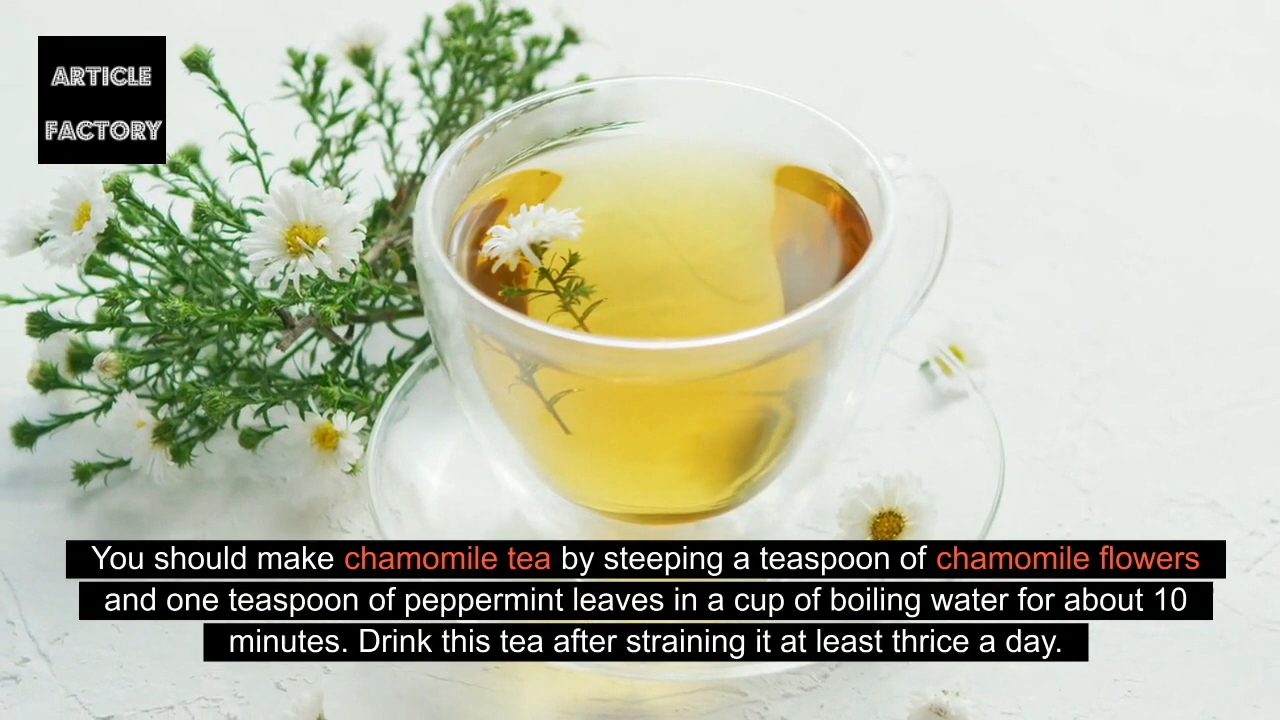 ARTICLE
FACTORY
You should make chamomile tea by steeping a teaspoon of chamomile flowers
and one teaspoon of peppermint leaves in a cup of boiling water for about 10
minutes. Drink this tea after straining it at least thrice a day.